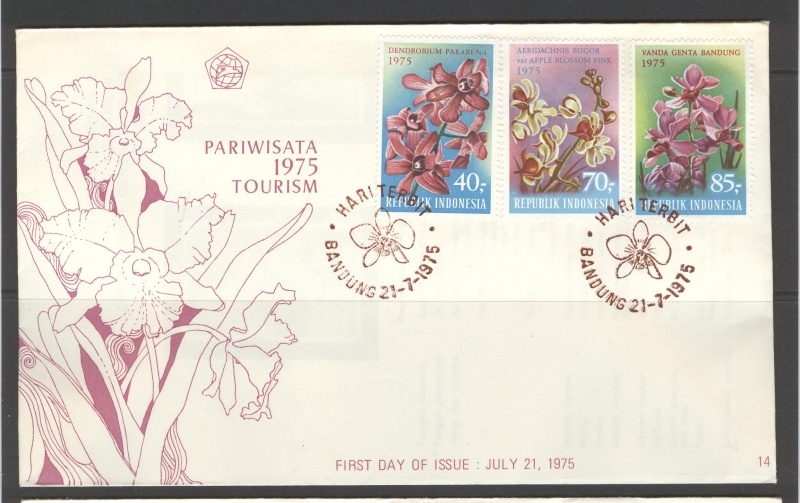 PARIWISATA
1975
TOURISM
DENDROBIUM PAKARENA
1975
40,-
REPUBLIK INDONESIA
AERIDACHNIS BOGOR
var APPLE BLOSSOM PINK
1975
70,-
REPUBLIK INDONESIA
VANDA GENTA BANDUNG
1975
85,-
REPUBLIK INDONESIA
• HARI TERBIT •
BANDUNG 21-7-1975
• HARI TERBIT •
BANDUNG 21-7-1975
FIRST DAY OF ISSUE : JULY 21, 1975
14